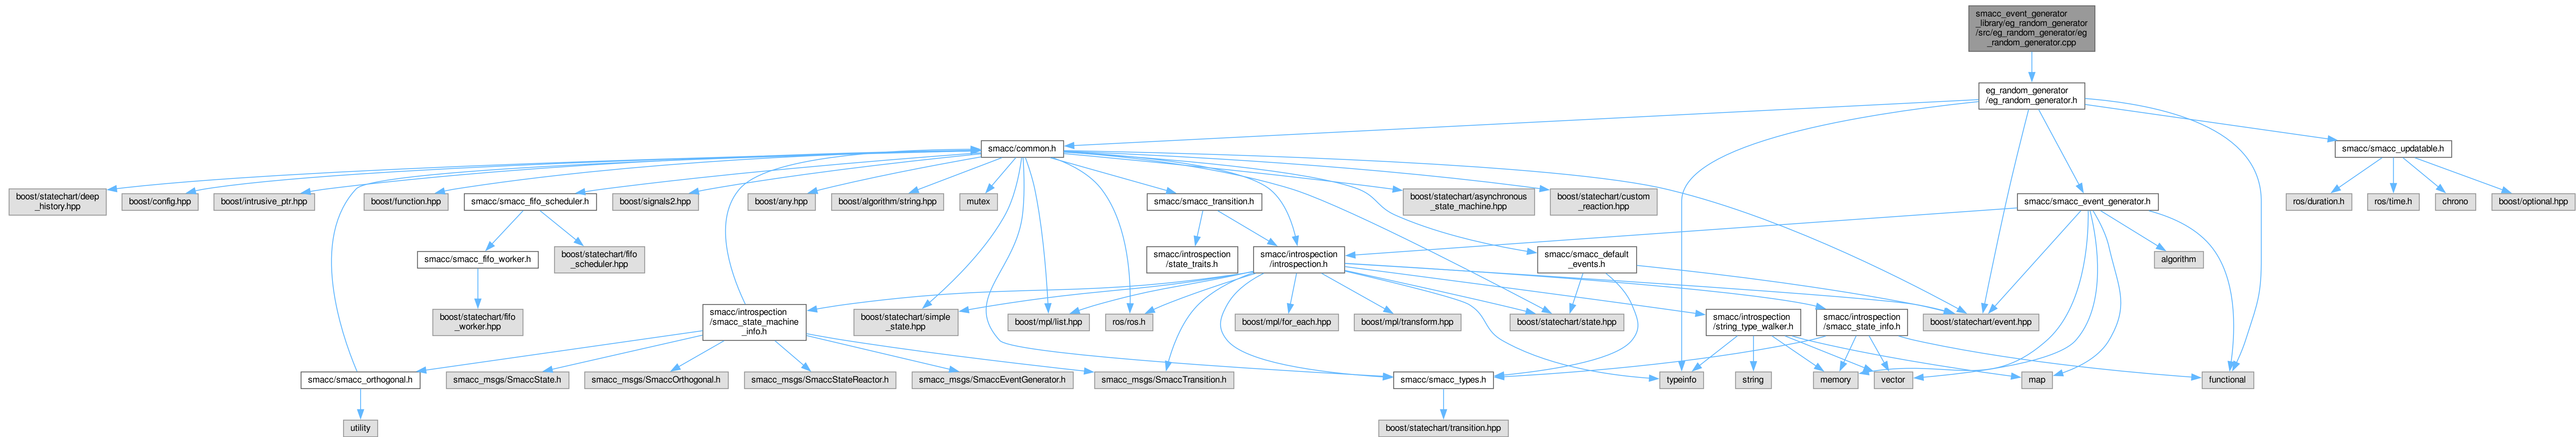 smacc_event_generator
_library/eg_random_generator
/src/eg_random_generator/eg
_random_generator.cpp
eg_random_generator
/eg_random_generator.h
smacc/common.h
smacc/smacc_updatable.h
boost/statechart/deep
_history.hpp
boost/config.hpp
boost/intrusive_ptr.hpp
boost/function.hpp
smacc/smacc_fifo_scheduler.h
boost/signals2.hpp
boost/any.hpp
boost/algorithm/string.hpp
mutex
smacc/smacc_transition.h
boost/statechart/asynchronous
_state_machine.hpp
boost/statechart/custom
_reaction.hpp
smacc/smacc_event_generator.h
ros/duration.h
ros/time.h
chrono
boost/optional.hpp
smacc/smacc_fifo_worker.h
boost/statechart/fifo
_scheduler.hpp
smacc/introspection
/state_traits.h
smacc/introspection
/introspection.h
smacc/smacc_default
_events.h
algorithm
boost/statechart/fifo
_worker.hpp
smacc/introspection
/smacc_state_machine
_info.h
boost/statechart/simple
_state.hpp
boost/mpl/list.hpp
ros/ros.h
boost/mpl/for_each.hpp
boost/mpl/transform.hpp
boost/statechart/state.hpp
smacc/introspection
/string_type_walker.h
smacc/introspection
/smacc_state_info.h
boost/statechart/event.hpp
smacc/smacc_orthogonal.h
smacc_msgs/SmaccState.h
smacc_msgs/SmaccOrthogonal.h
smacc_msgs/SmaccStateReactor.h
smacc_msgs/SmaccEventGenerator.h
smacc_msgs/SmaccTransition.h
smacc/smacc_types.h
typeinfo
string
memory
vector
map
functional
utility
boost/statechart/transition.hpp